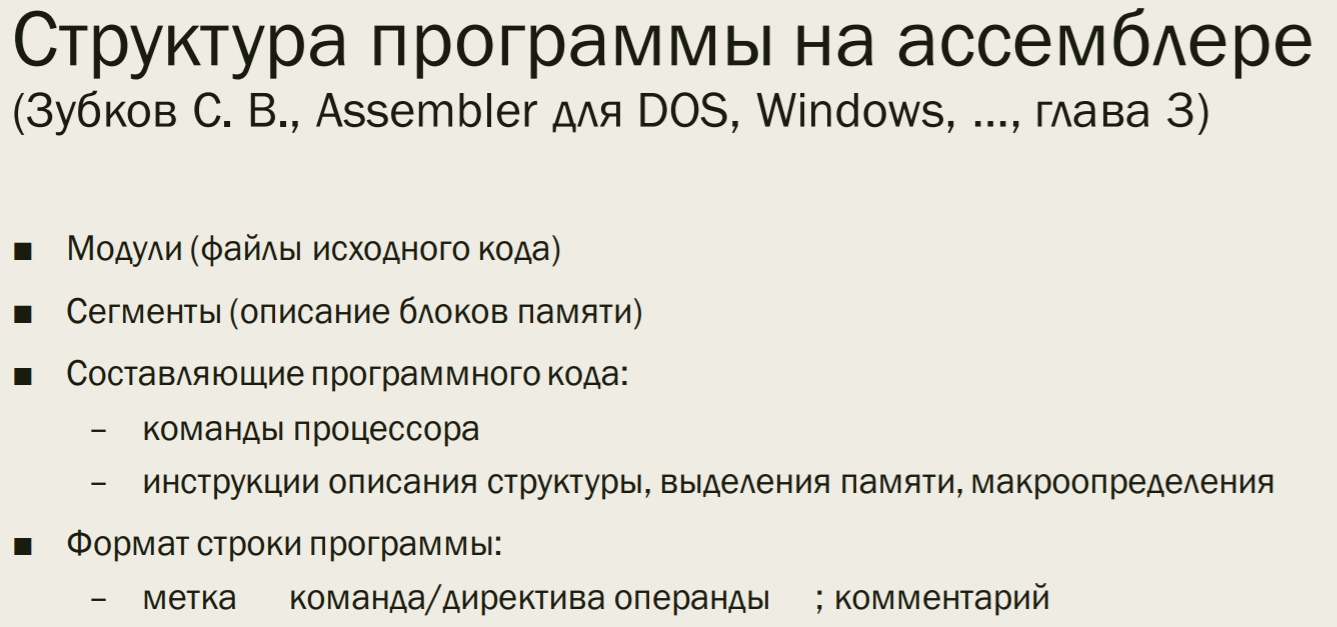 Структура программы на ассемблере
(Зубков С. В., Assembler для DOS, Windows, ..., глава 3)
■ Модули (файлы исходного кода)
■ Сегменты (описание блоков памяти)
■ Составляющие программного кода:
– команды процессора
– инструкции описания структуры, выделения памяти, макроопределения
■ Формат строки программы:
– метка команда/директива операнды ; комментарий